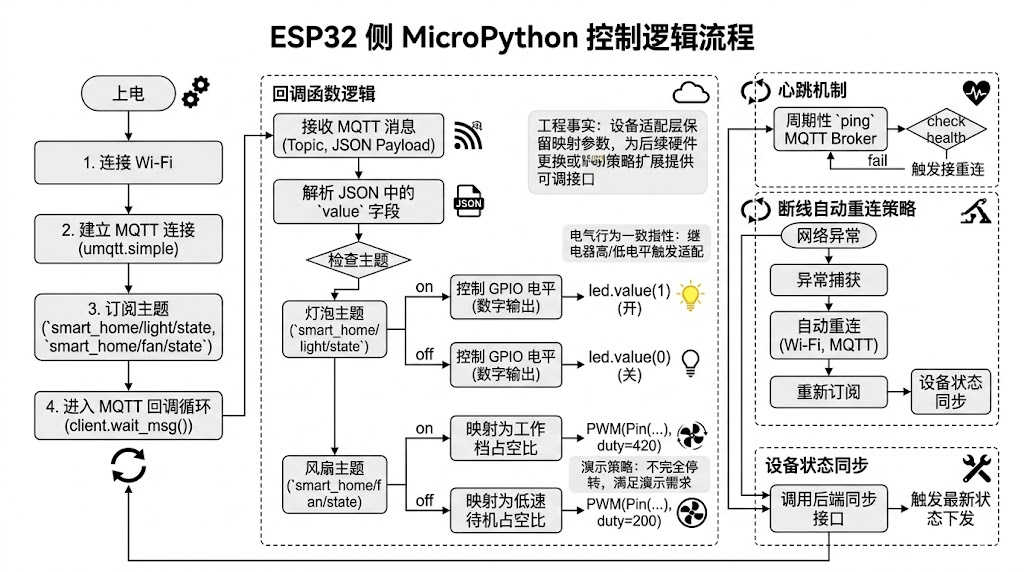 ESP32 侧 MicroPython 控制逻辑流程
上电
1. 连接 Wi-Fi
2. 建立 MQTT 连接
(umqtt.simple)
3. 订阅主题
(`smart_home/light/state,
`smart_home/fan/state`)
4. 进入 MQTT 回调循环
(client.wait_msg())
回调函数逻辑
接收 MQTT 消息
(Topic, JSON Payload)
解析 JSON 中的
`value` 字段
JSON
检查主题
工程事实：设备适配层保
留映射参数，为后续硬件
更换或策略扩展提供
可调接口
电气行为一致指性：继
电器高/低电平触发适配
灯泡主题
(`smart_home/
light/state`)
on
控制 GPIO 电平
(数字输出)
led.value(1)
(开)
off
控制 GPIO 电平
(数字输出)
led.value(0)
(关)
风扇主题
(`smart_home/f
an/state)
on
映射为工作
档占空比
PWM(Pin(...),
duty=420)
演示策略：不完全停
转，满足演示需求
off
映射为低速
待机占空比
PWM(Pin(...),
duty=200)
心跳机制
周期性 `ping`
MQTT Broker
check
health
fail
触发接重连
断线自动重连策略
网络异常
异常捕获
自动重连
(Wi-Fi, MQTT)
重新订阅
设备状态
同步
设备状态同步
调用后端同步
接口
触发最新状
态下发